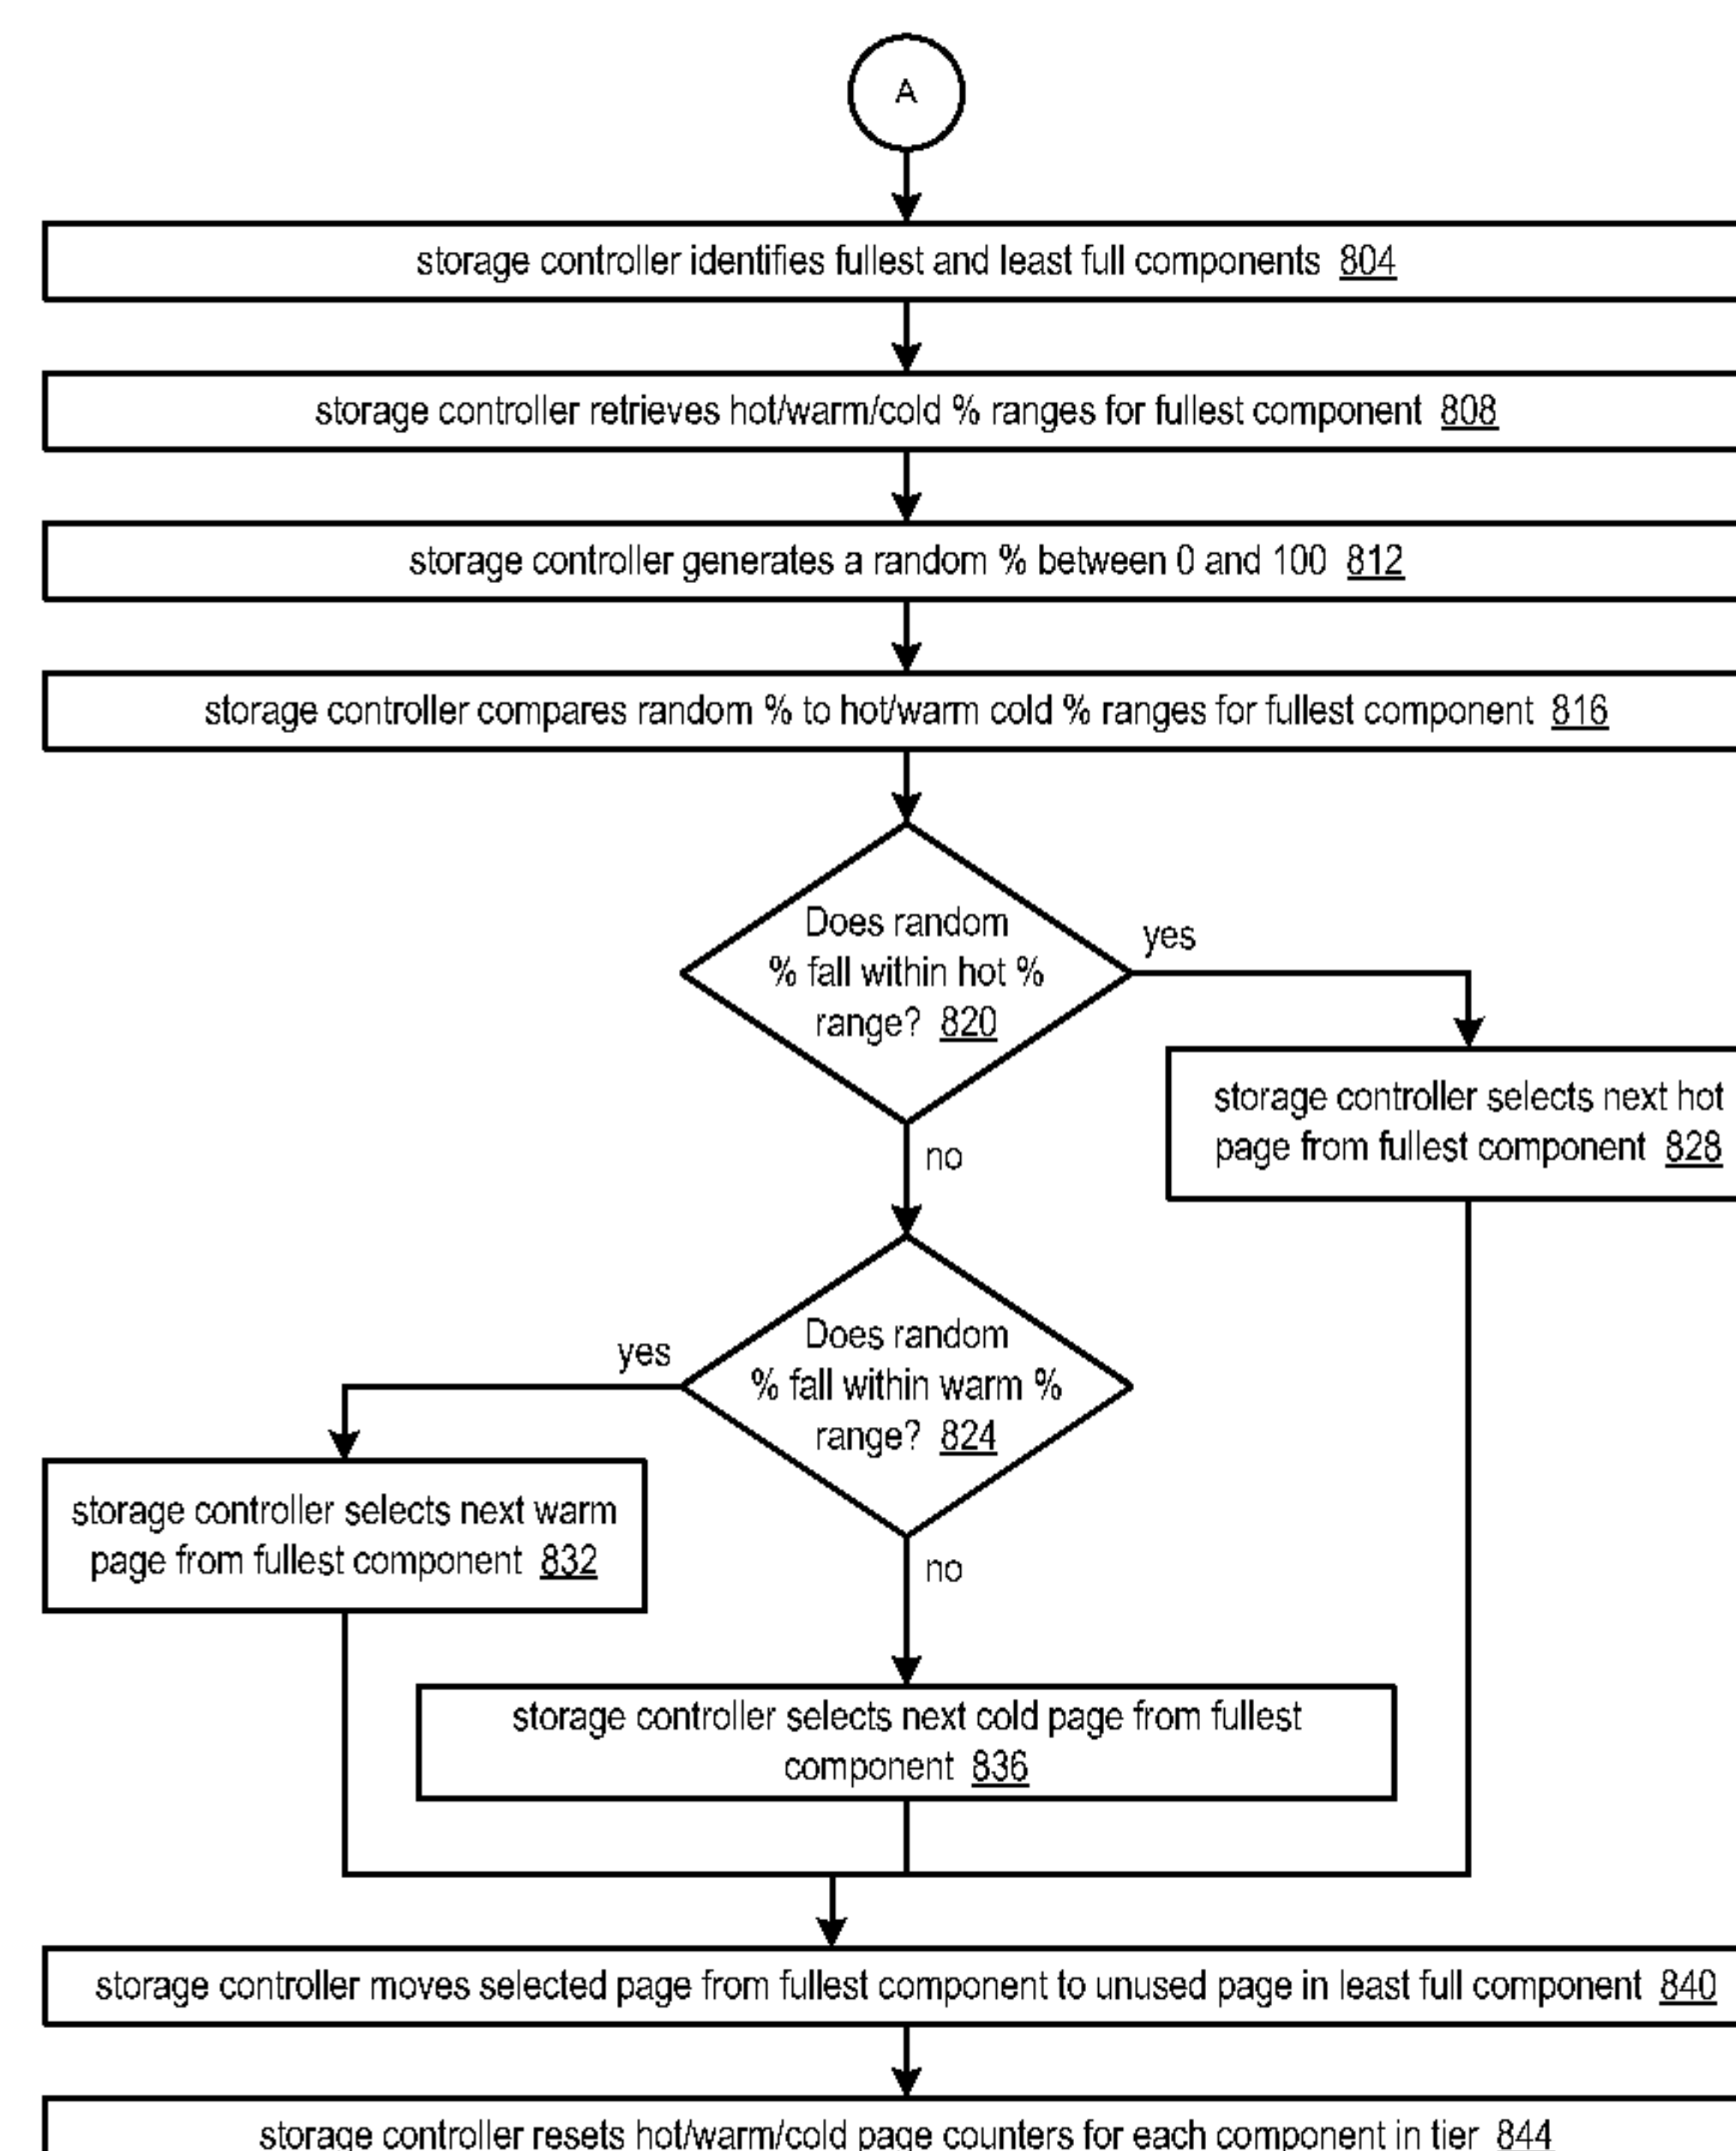 A
storage controller identifies fullest and least full components 804
storage controller retrieves hot/warm/cold % ranges for fullest component 808
storage controller generates a random % between 0 and 100 812
storage controller compares random % to hot/warm cold % ranges for fullest component 816
Does random
% fall within hot %
range? 820
yes
no
storage controller selects next hot
page from fullest component 828
Does random
% fall within warm %
range? 824
yes
no
storage controller selects next warm
page from fullest component 832
storage controller selects next cold page from fullest
component 836
storage controller moves selected page from fullest component to unused page in least full component 840
storage controller resets hot/warm/cold page counters for each component in tier 844